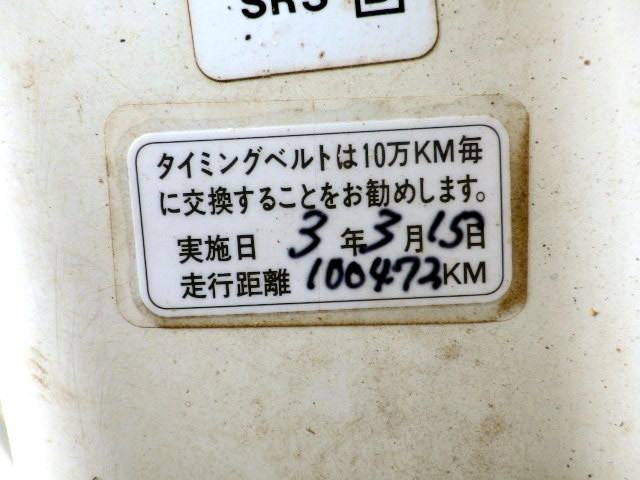 SRS
タイミングベルトは10万KM毎
に交換することをお勧めします。
実施日 3 年 3 月 15 日
走行距離 100472 KM